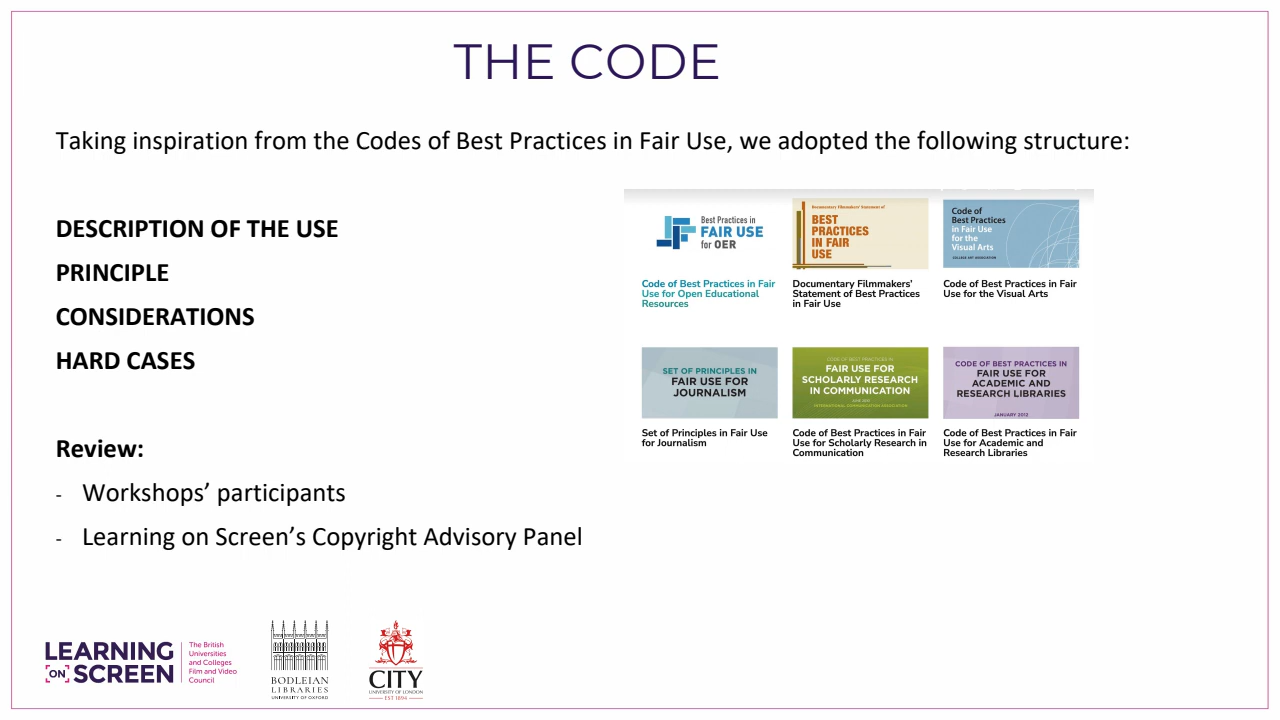 THE CODE
Taking inspiration from the Codes of Best Practices in Fair Use, we adopted the following structure:
DESCRIPTION OF THE USE
PRINCIPLE
CONSIDERATIONS
HARD CASES
Review:
- Workshops’ participants
- Learning on Screen’s Copyright Advisory Panel
Best Practices in
FAIR USE
for OER
Code of Best Practices in Fair
Use for Open Educational
Resources
Documentary Filmmakers' Statement of
BEST
PRACTICES
IN FAIR
USE
Documentary Filmmakers'
Statement of Best Practices
in Fair Use
Code of
Best Practices
in Fair Use
for the
Visual Arts
COLLEGE ART ASSOCIATION
Code of Best Practices in Fair
Use for the Visual Arts
SET OF PRINCIPLES IN
FAIR USE FOR
JOURNALISM
Set of Principles in Fair Use
for Journalism
CODE OF BEST PRACTICES IN
FAIR USE FOR
SCHOLARLY RESEARCH
IN COMMUNICATION
JUNE 2010
INTERNATIONAL COMMUNICATION ASSOCIATION
Code of Best Practices in Fair
Use for Scholarly Research in
Communication
CODE OF BEST PRACTICES IN
FAIR USE FOR
ACADEMIC AND
RESEARCH LIBRARIES
JANUARY 2012
Code of Best Practices in Fair
Use for Academic and
Research Libraries
LEARNING
ON SCREEN
The British
Universities
and Colleges
Film and Video
Council
BODLEIAN
LIBRARIES
UNIVERSITY OF OXFORD
CITY
UNIVERSITY OF LONDON
EST 1894